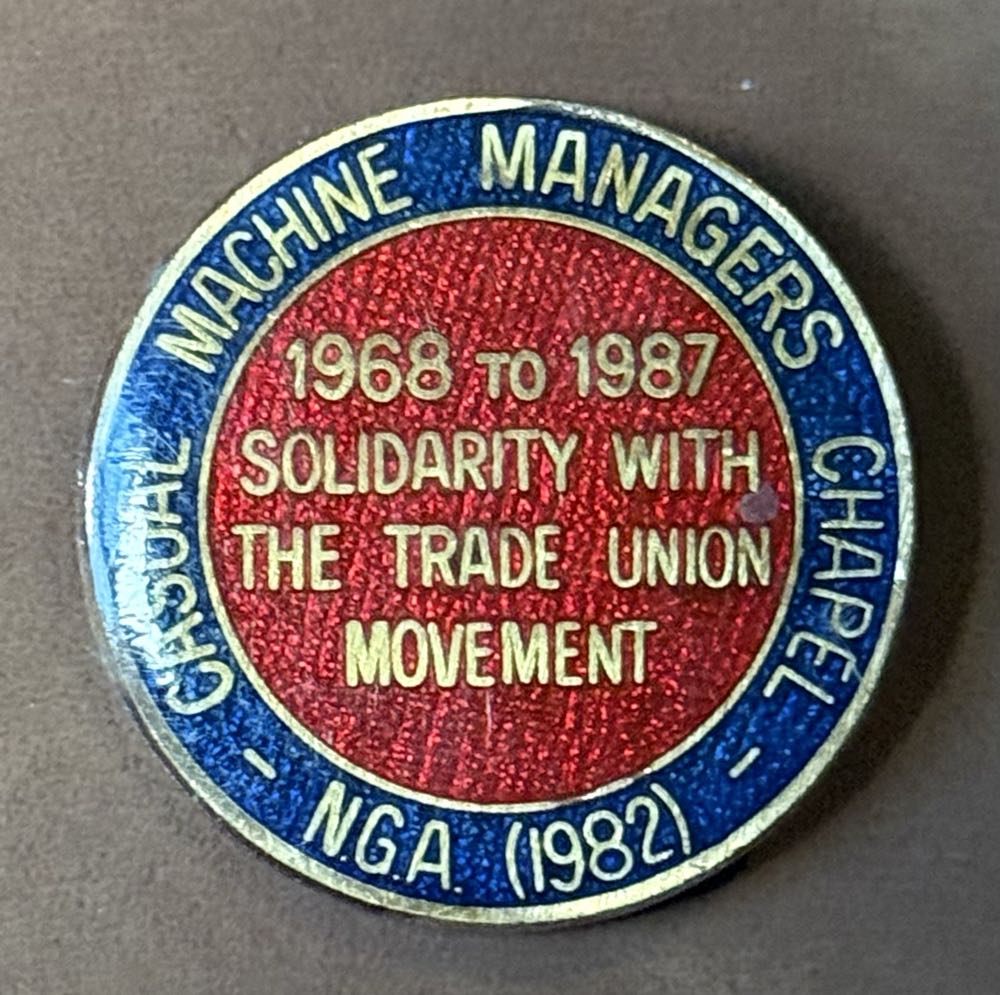 CASUAL MACHINE MANAGERS CHAPEL
1968 TO 1987
SOLIDARITY WITH
THE TRADE UNION
MOVEMENT
- N.G.A. (1982) -